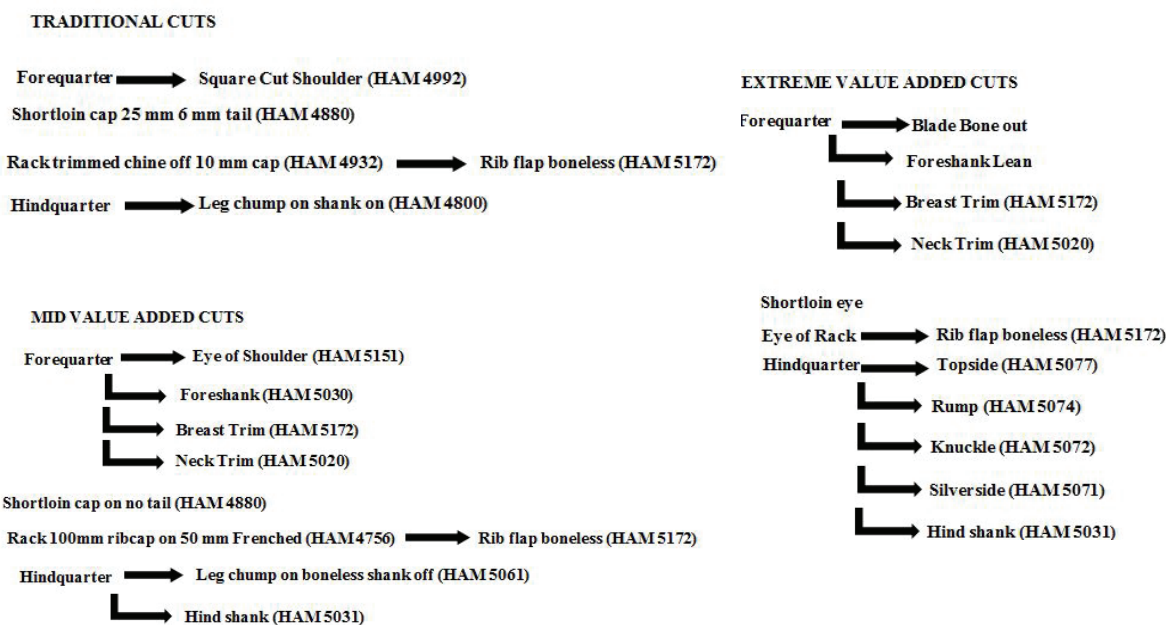 TRADITIONAL CUTS
Forequarter Square Cut Shoulder (HAM 4992)
Shortloin cap 25 mm 6 mm tail (HAM 4880)
Rack trimmed chine off 10 mm cap (HAM 4932) Rib flap boneless (HAM 5172)
Hindquarter Leg chump on shank on (HAM 4800)
MID VALUE ADDED CUTS
Forequarter Eye of Shoulder (HAM 5151)
Foreshank (HAM 5030)
Breast Trim (HAM 5172)
Neck Trim (HAM 5020)
Shortloin cap on no tail (HAM 4880)
Rack 100mm ribcap on 50 mm Frenched (HAM 4756) Rib flap boneless (HAM 5172)
Hindquarter Leg chump on boneless shank off (HAM 5061)
Hind shank (HAM 5031)
EXTREME VALUE ADDED CUTS
Forequarter Blade Bone out
Foreshank Lean
Breast Trim (HAM 5172)
Neck Trim (HAM 5020)
Shortloin eye
Eye of Rack Rib flap boneless (HAM 5172)
Hindquarter Topside (HAM 5077)
Rump (HAM 5074)
Knuckle (HAM 5072)
Silverside (HAM 5071)
Hind shank (HAM 5031)